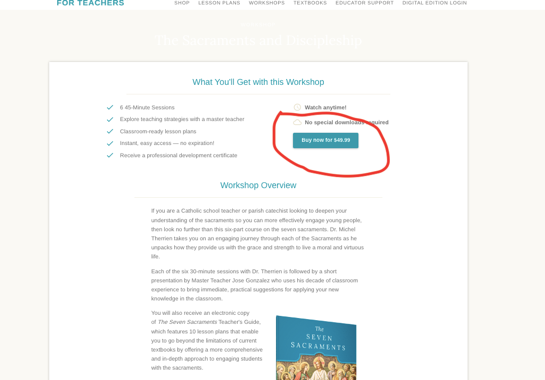 FOR TEACHERS
SHOP LESSON PLANS WORKSHOPS TEXTBOOKS EDUCATOR SUPPORT DIGITAL EDITION LOGIN
The Sacraments and Discipleship
What You'll Get with this Workshop
6 45-Minute Sessions
Explore teaching strategies with a master teacher
Classroom-ready lesson plans
Instant, easy access — no expiration!
Receive a professional development certificate
Watch anytime!
No special downloads required
Buy now for $49.99
Workshop Overview
If you are a Catholic school teacher or parish catechist looking to deepen your
understanding of the sacraments so you can more effectively engage young people,
then look no further than this six-part course on the seven sacraments. Dr. Michel
Therrien takes you on an engaging journey through each of the Sacraments as he
unpacks how they provide us with the grace and strength to live a moral and virtuous
life.
Each of the six 30-minute sessions with Dr. Therrien is followed by a short
presentation by Master Teacher Jose Gonzalez who uses his decade of classroom
experience to bring immediate, practical suggestions for applying your new
knowledge in the classroom.
You will also receive an electronic copy
of The Seven Sacraments Teacher's Guide,
which features 10 lesson plans that enable
you to go beyond the limitations of current
textbooks by offering a more comprehensive
and in-depth approach to engaging students
with the sacraments.
The
SEVEN
SACRAMENTS